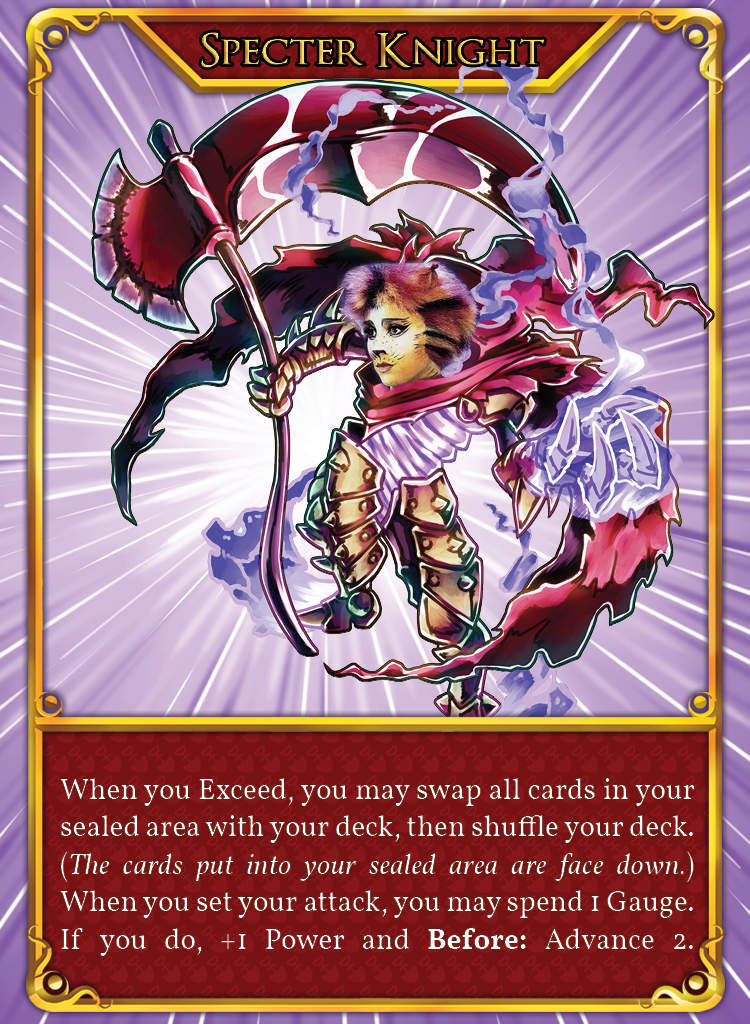 Specter Knight
When you Exceed, you may swap all cards in your
sealed area with your deck, then shuffle your deck.
(The cards put into your sealed area are face down.)
When you set your attack, you may spend 1 Gauge.
If you do, +1 Power and Before: Advance 2.